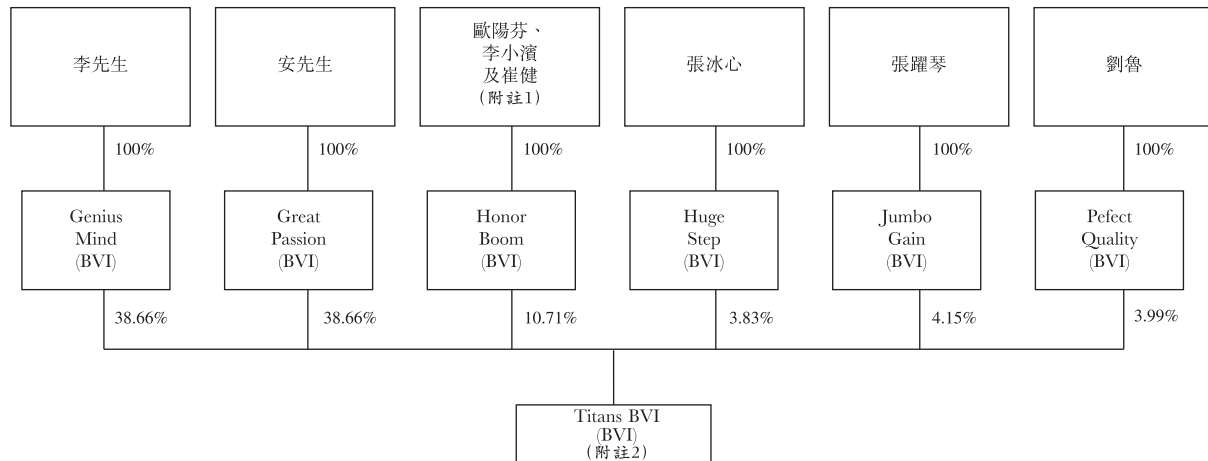 李先生
安先生
歐陽芬、
李小濱
及崔健
(附註1)
張冰心
張躍琴
劉魯
100%
100%
100%
100%
100%
100%
Genius
Mind
(BVI)
Great
Passion
(BVI)
Honor
Boom
(BVI)
Huge
Step
(BVI)
Jumbo
Gain
(BVI)
Pefect
Quality
(BVI)
38.66%
38.66%
10.71%
3.83%
4.15%
3.99%
Titans BVI
(BVI)
(附註2)